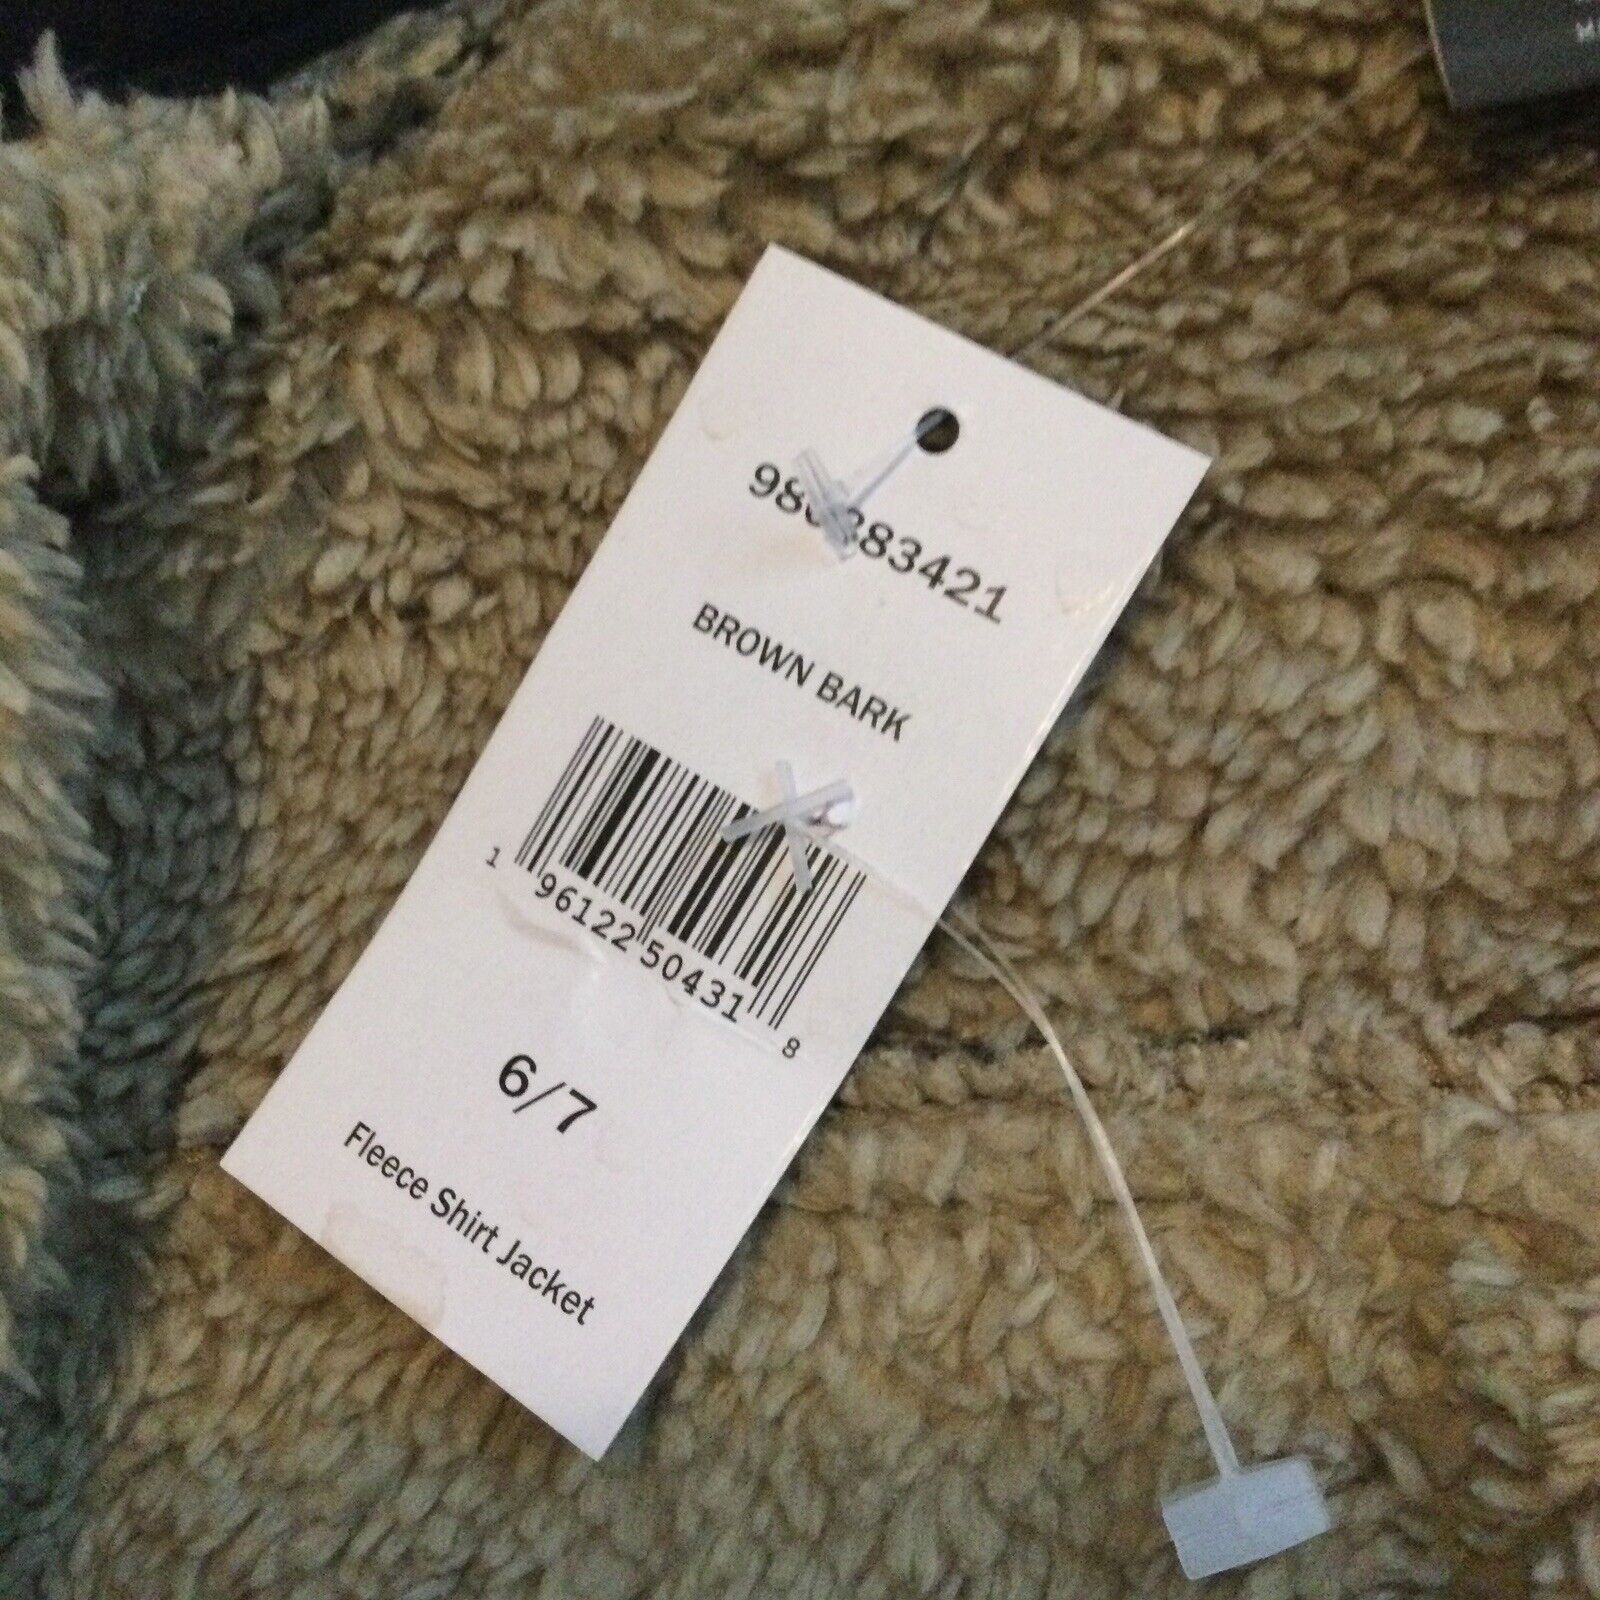 BROWN BARK
1 96122 50431 8
6/7
Fleece Shirt Jacket